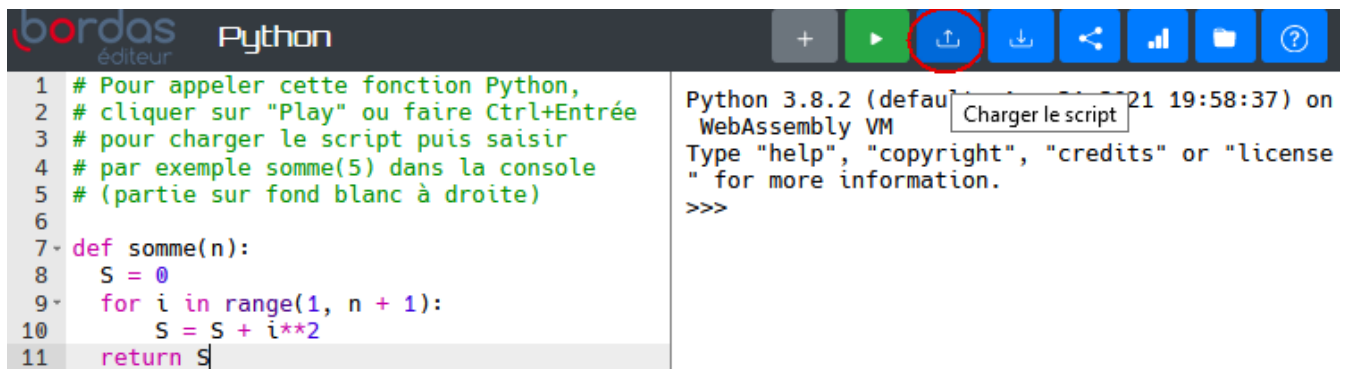 bordas
éditeur
Python
1 # Pour appeler cette fonction Python,
2 # cliquer sur "Play" ou faire Ctrl+Entrée
3 # pour charger le script puis saisir
4 # par exemple somme(5) dans la console
5 # (partie sur fond blanc à droite)
6
7 def somme(n):
8 S = 0
9 for i in range(1, n + 1):
10 S = S + i**2
11 return S
Python 3.8.2 (defaul 21 19:58:37) on
WebAssembly VM
Charger le script
Type "help", "copyright", "credits" or "license
" for more information.
>>>